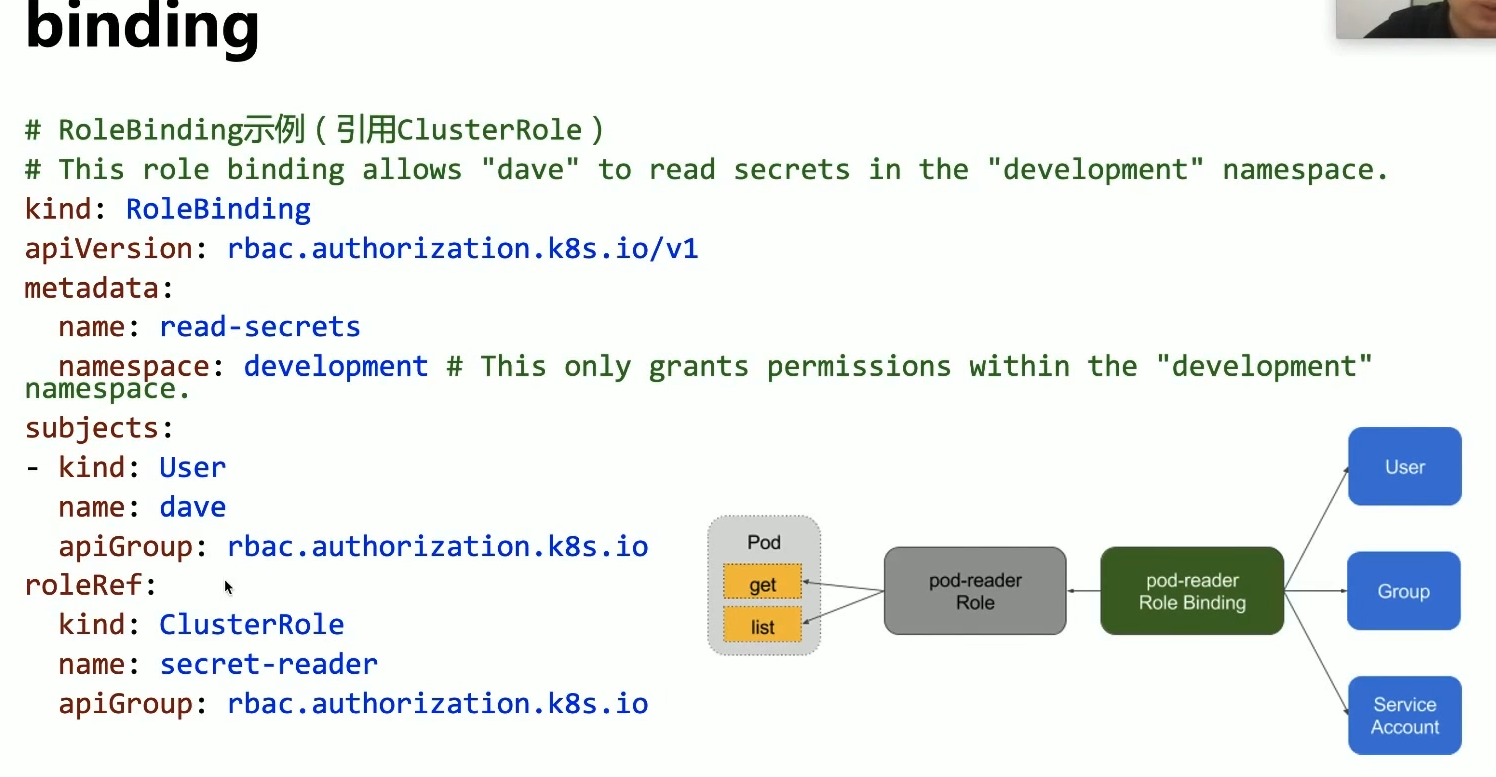 binding
# RoleBinding示例（引用ClusterRole）
# This role binding allows "dave" to read secrets in the "development" namespace.
kind: RoleBinding
apiVersion: rbac.authorization.k8s.io/v1
metadata:
  name: read-secrets
  namespace: development # This only grants permissions within the "development"
namespace.
subjects:
- kind: User
  name: dave
  apiGroup: rbac.authorization.k8s.io
roleRef:
  kind: ClusterRole
  name: secret-reader
  apiGroup: rbac.authorization.k8s.io
Pod
get
list
pod-reader
Role
pod-reader
Role Binding
User
Group
Service
Account